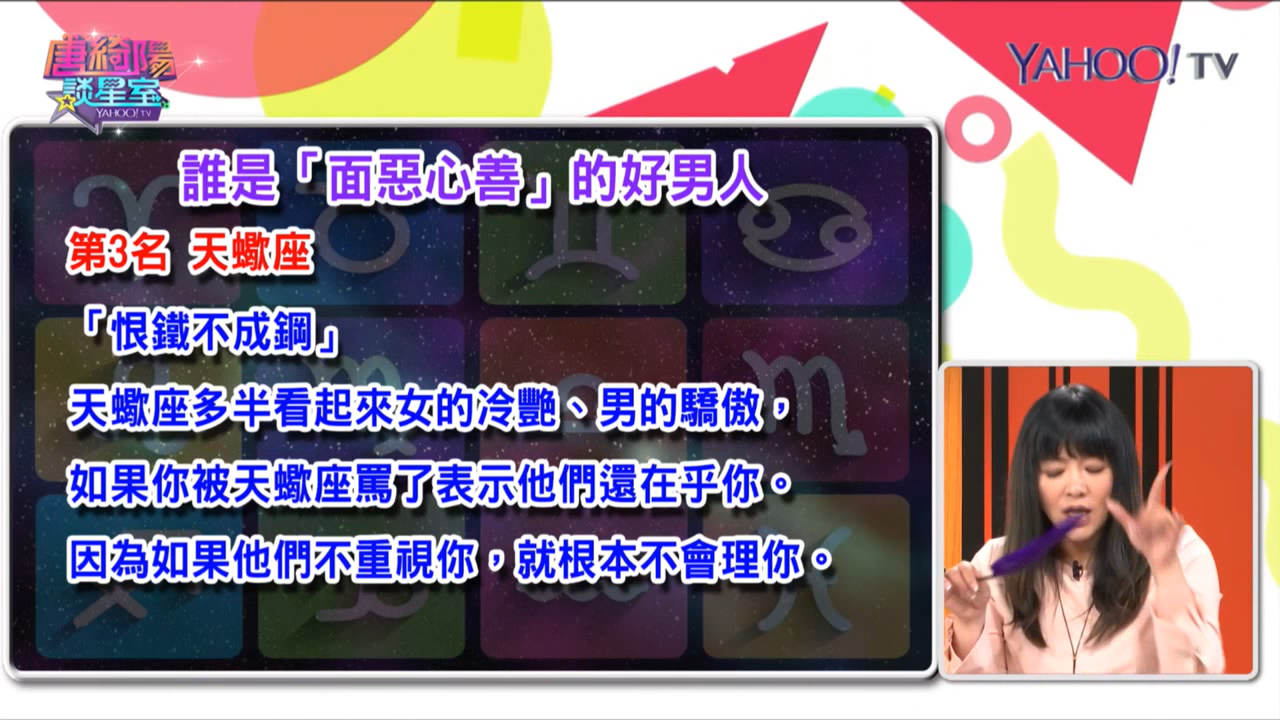 唐綺陽
談星室
YAHOO! TV
YAHOO! TV
誰是「面惡心善」的好男人
第3名 天蠍座
「恨鐵不成鋼」
天蠍座多半看起來女的冷艷、男的驕傲，
如果你被天蠍座罵了表示他們還在乎你。
因為如果他們不重視你，就根本不會理你。